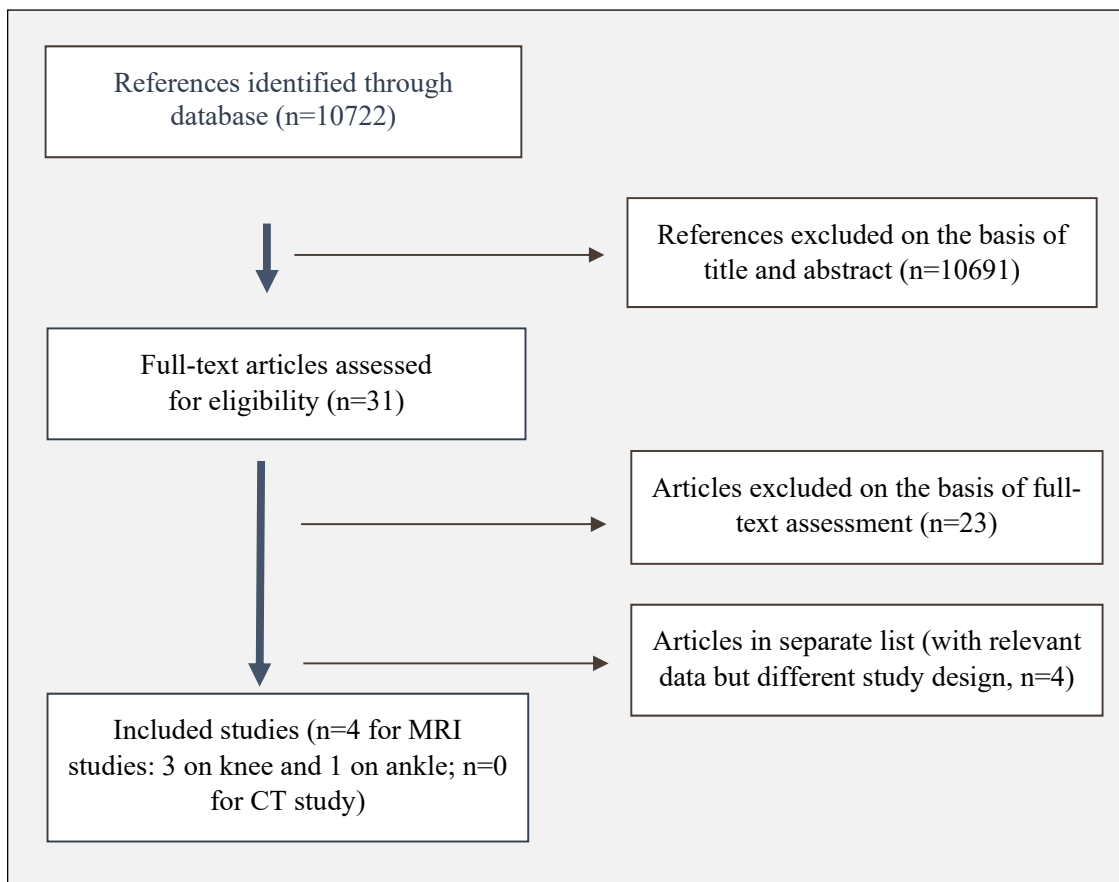 References identified through
database (n=10722)
References excluded on the basis of
title and abstract (n=10691)
Full-text articles assessed
for eligibility (n=31)
Articles excluded on the basis of full-
text assessment (n=23)
Articles in separate list (with relevant
data but different study design, n=4)
Included studies (n=4 for MRI
studies: 3 on knee and 1 on ankle; n=0
for CT study)